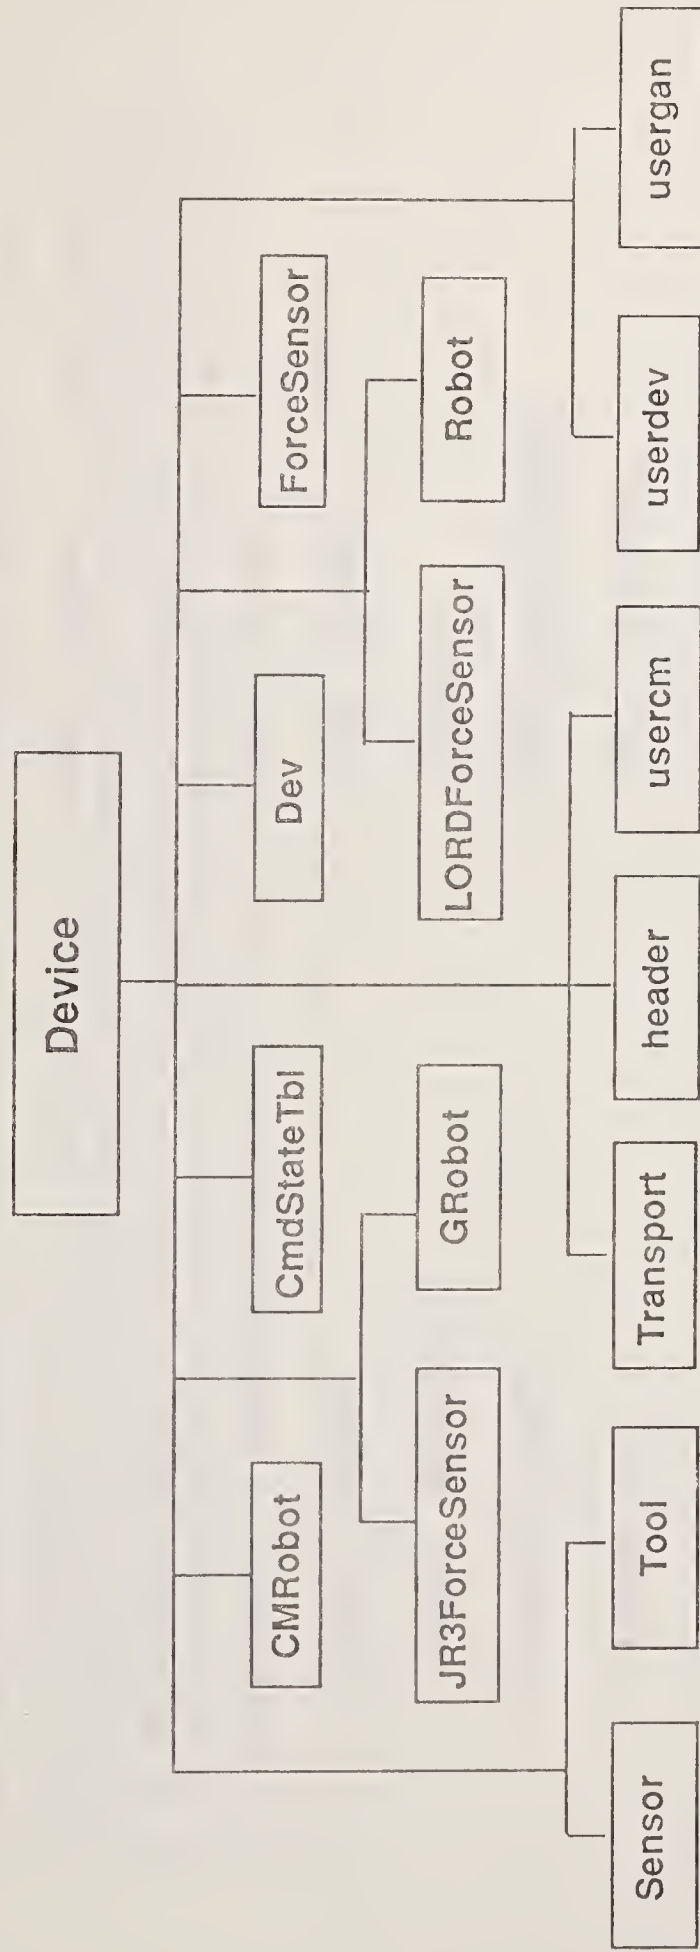 Device
CMRobot
CmdStateTbl
Dev
ForceSensor
JR3ForceSensor
GRobot
LORDForceSensor
Robot
Sensor
Tool
Transport
header
usercm
userdev
usergan